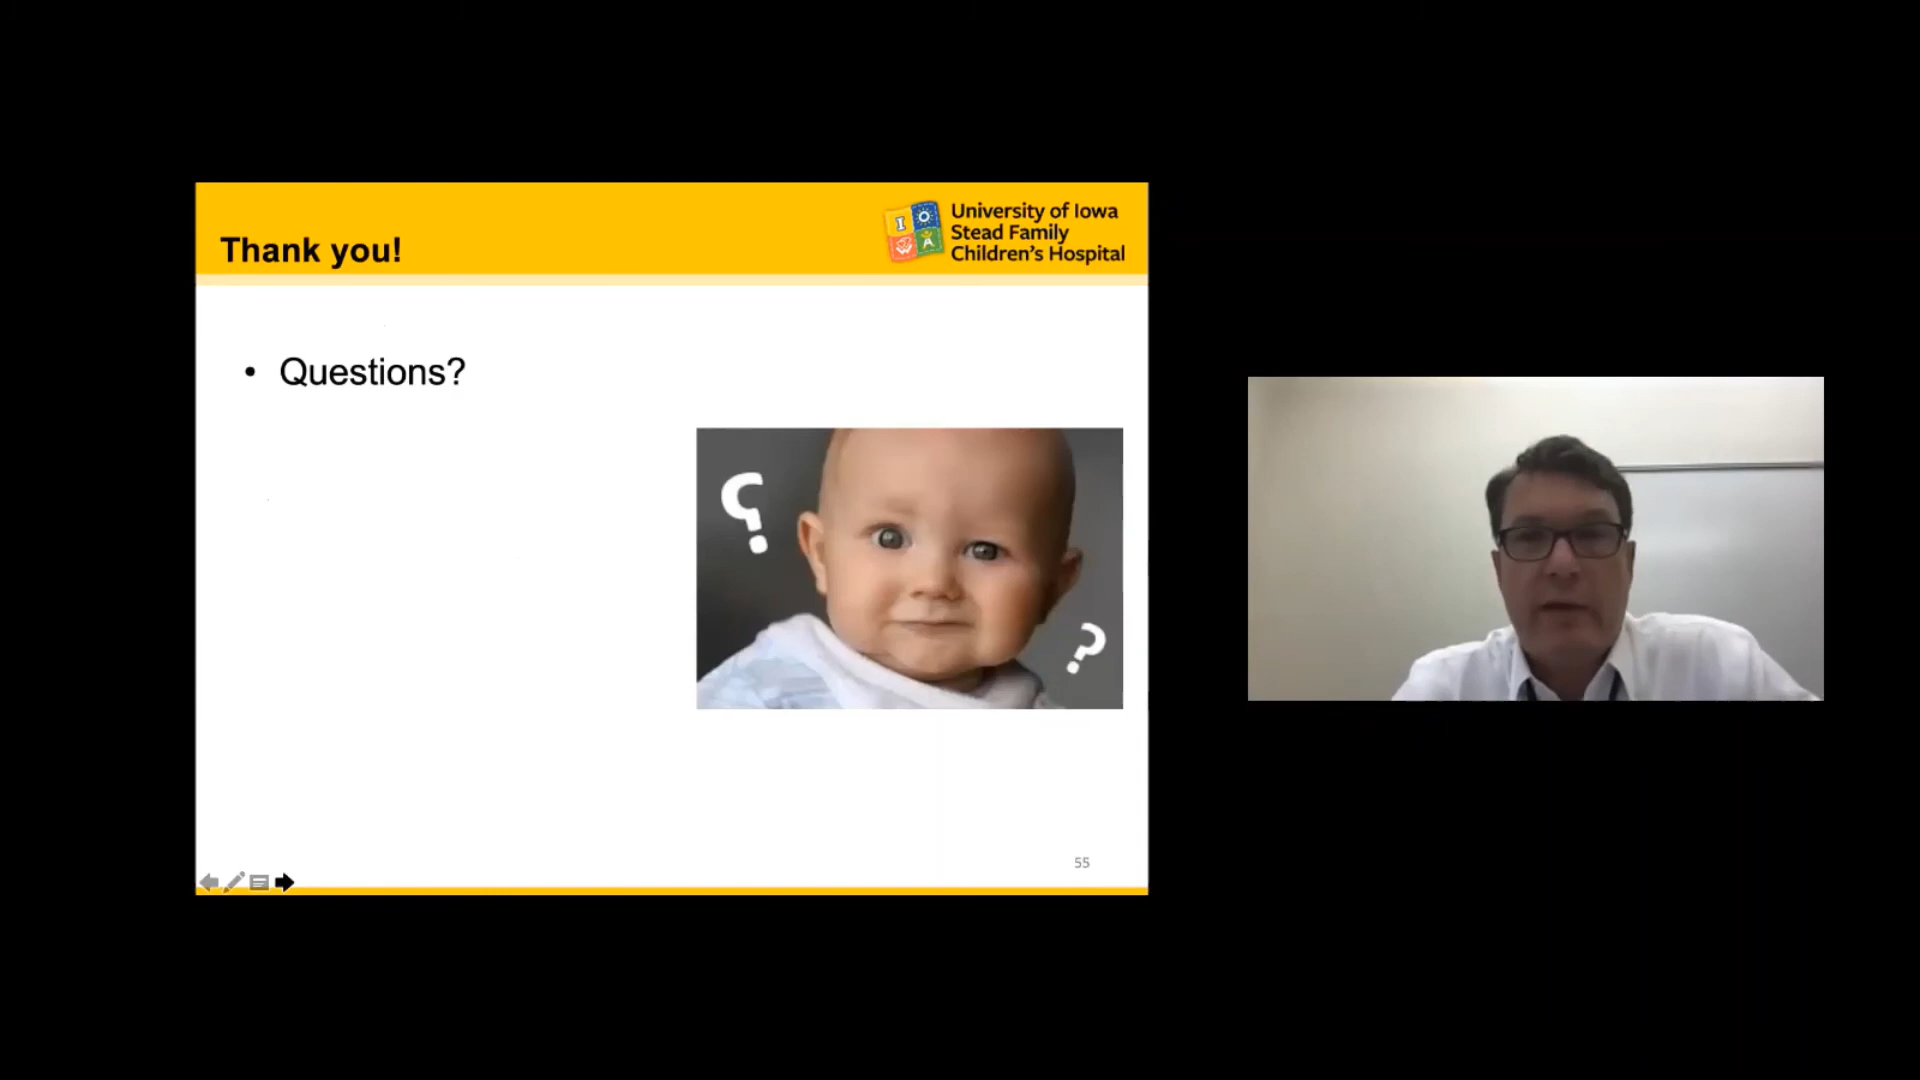 Thank you!
University of Iowa
Stead Family
Children's Hospital
I
O
W
A
• Questions?
?
?
55